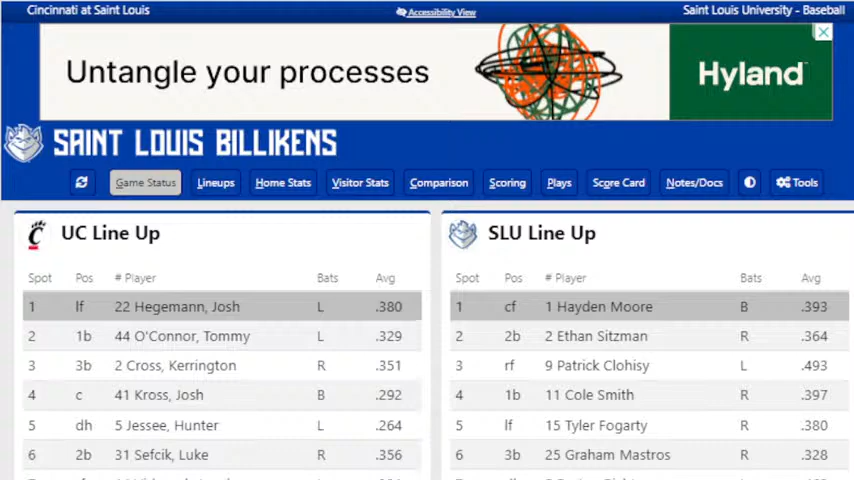 Cincinnati at Saint Louis
Accessibility View
Saint Louis University - Baseball
Untangle your processes
Hyland
SAINT LOUIS BILLIKENS
Game Status
Lineups
Home Stats
Visitor Stats
Comparison
Scoring
Plays
Score Card
Notes/Docs
Tools
UC Line Up
Spot Pos # Player Bats Avg
1 lf 22 Hegemann, Josh L .380
2 1b 44 O'Connor, Tommy L .329
3 3b 2 Cross, Kerrington R .351
4 c 41 Kross, Josh B .292
5 dh 5 Jessee, Hunter L .264
6 2b 31 Sefcik, Luke R .356
SLU Line Up
Spot Pos # Player Bats Avg
1 cf 1 Hayden Moore B .393
2 2b 2 Ethan Sitzman R .364
3 rf 9 Patrick Clohisy L .493
4 1b 11 Cole Smith R .397
5 lf 15 Tyler Fogarty R .380
6 3b 25 Graham Mastros R .328